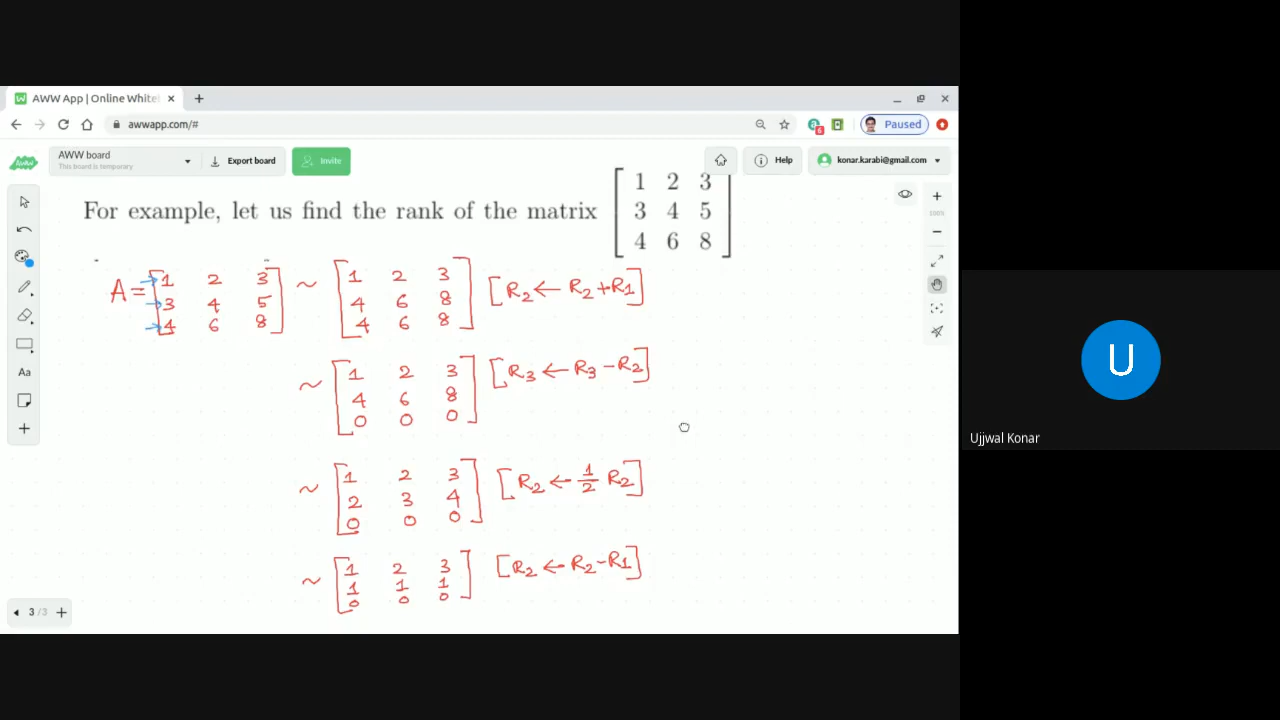 AWW App | Online White
awwapp.com/#
Paused
6
AWW board
This board is temporary
Export board
Invite
Help
konar.karabi@gmail.com
For example, let us find the rank of the matrix [ 1 2 3
3 4 5
4 6 8 ]
A = [ 1 2 3
3 4 5
4 6 8 ] ~ [ 1 2 3
4 6 8
4 6 8 ] [R₂ ← R₂ + R₁]
~ [ 1 2 3
4 6 8
0 0 0 ] [R₃ ← R₃ - R₂]
~ [ 1 2 3
2 3 4
0 0 0 ] [R₂ ← 1/2 R₂]
~ [ 1 2 3
1 1 1
0 0 0 ] [R₂ ← R₂ - R₁]
Aa
100%
3 / 3
U
Ujjwal Konar